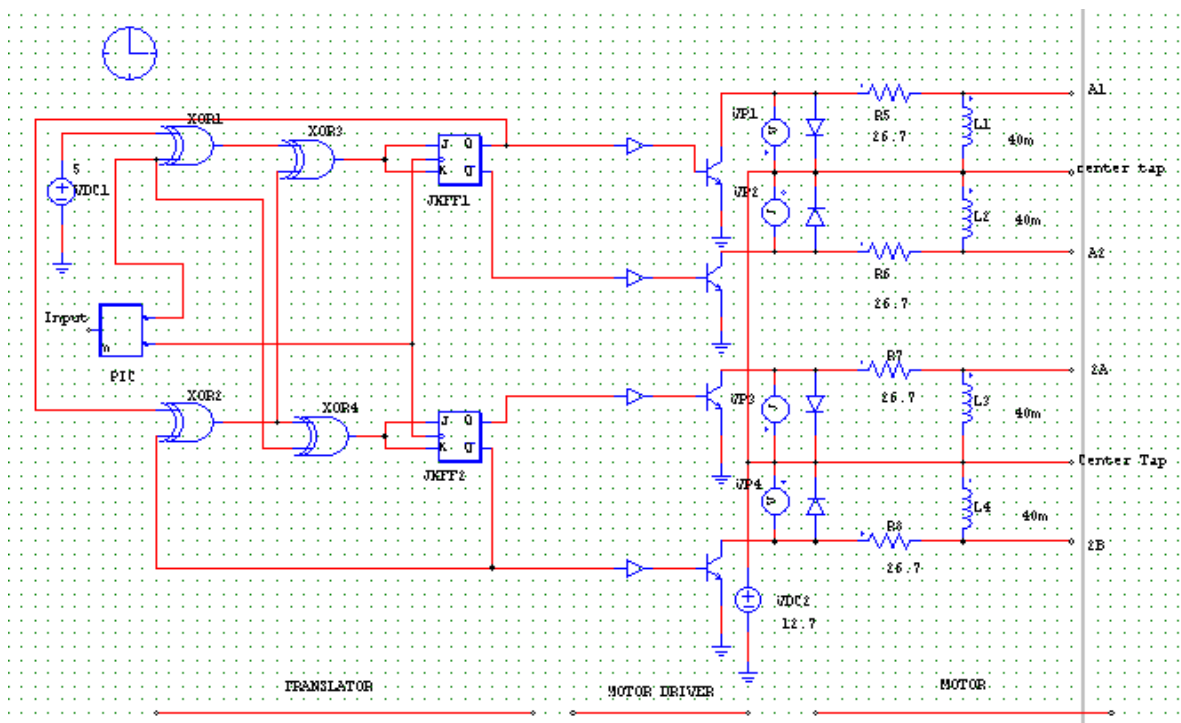 A1
XOR1
VP1
R5
L1
XOR3
26.7
40m
J Q
5
VDC1
K Q
center tap
JKFF1
VP2
L2
40m
A2
R6
Input
26.7
n
R7
2A
PIC
XOR2
XOR4
VP3
26.7
L3
J Q
40m
K Q
Center Tap
JKFF2
VP4
L4
40m
R8
2B
26.7
VDC2
12.7
TRANSLATOR
MOTOR DRIVER
MOTOR